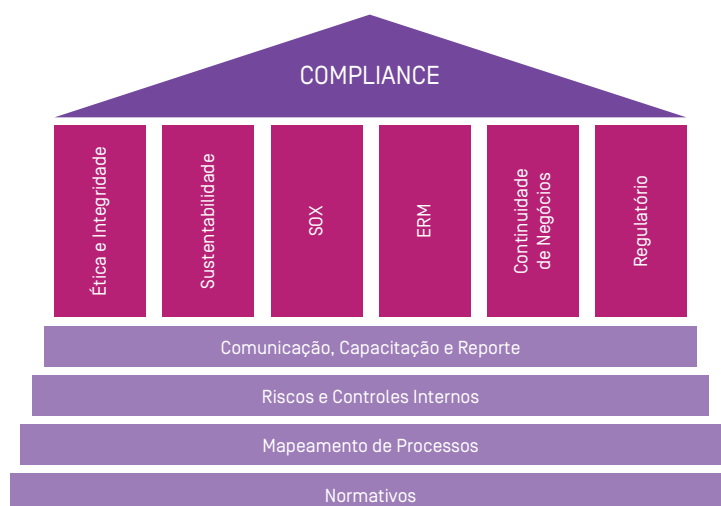 COMPLIANCE
Ética e Integridade
Sustentabilidade
SOX
ERM
Continuidade
de Negócios
Regulatório
Comunicação, Capacitação e Reporte
Riscos e Controles Internos
Mapeamento de Processos
Normativos